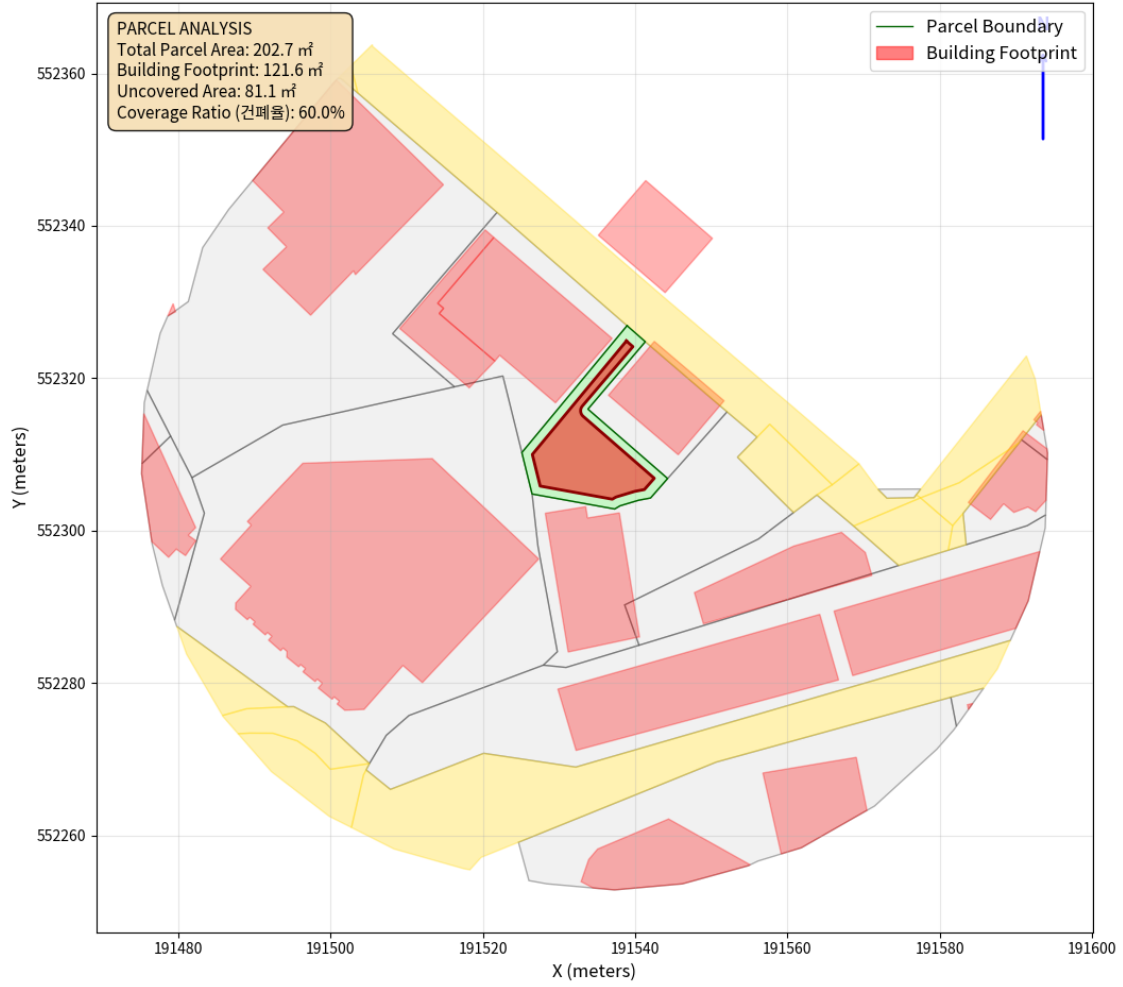 PARCEL ANALYSIS
Total Parcel Area: 202.7 ㎡
Building Footprint: 121.6 ㎡
Uncovered Area: 81.1 ㎡
Coverage Ratio (건폐율): 60.0%
Parcel Boundary
Building Footprint
N
552360
552340
552320
552300
552280
552260
Y (meters)
191480
191500
191520
191540
191560
191580
191600
X (meters)